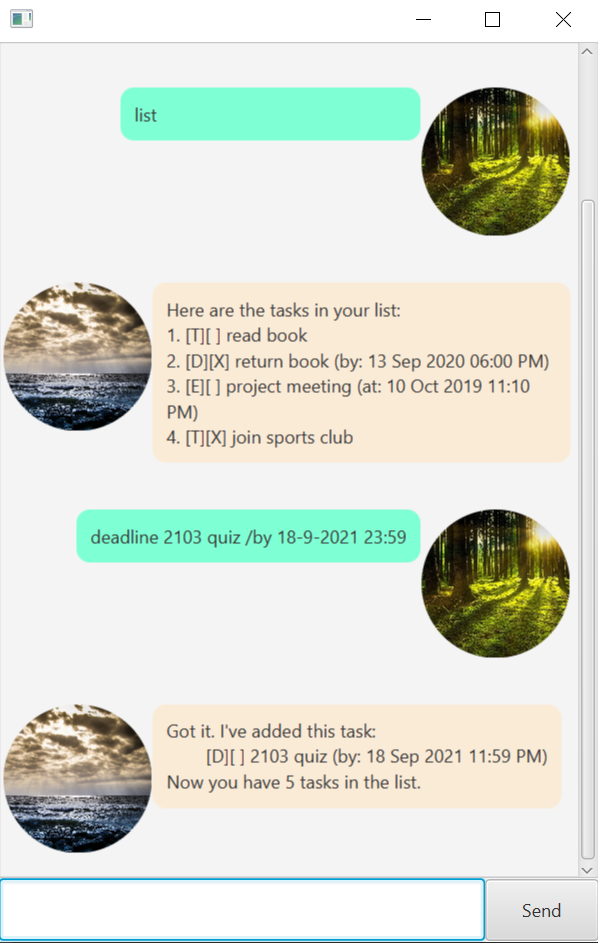 list
Here are the tasks in your list:
1. [T][ ] read book
2. [D][X] return book (by: 13 Sep 2020 06:00 PM)
3. [E][ ] project meeting (at: 10 Oct 2019 11:10
PM)
4. [T][X] join sports club
deadline 2103 quiz /by 18-9-2021 23:59
Got it. I've added this task:
[D][ ] 2103 quiz (by: 18 Sep 2021 11:59 PM)
Now you have 5 tasks in the list.
Send